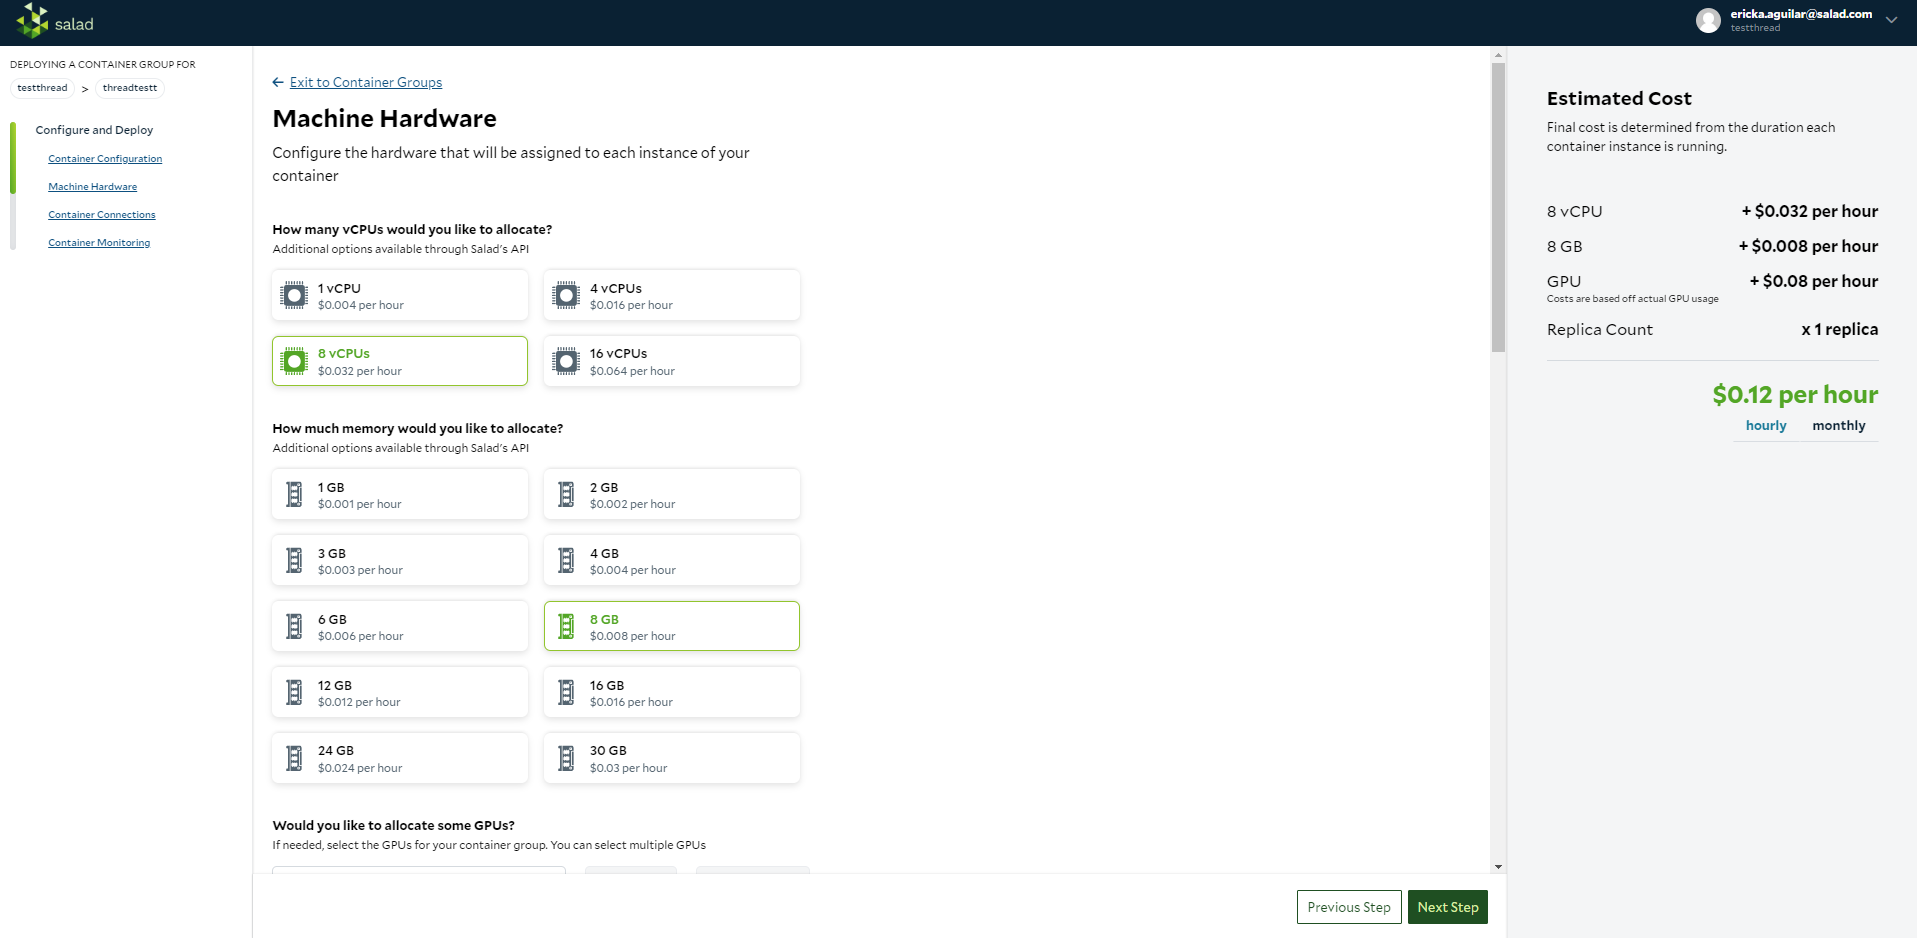 salad
ericka.aguilar@salad.com
testthread
DEPLOYING A CONTAINER GROUP FOR
testthread > threadtestt
Configure and Deploy
Container Configuration
Machine Hardware
Container Connections
Container Monitoring
← Exit to Container Groups
Machine Hardware
Configure the hardware that will be assigned to each instance of your
container
How many vCPUs would you like to allocate?
Additional options available through Salad's API
1 vCPU
$0.004 per hour
4 vCPUs
$0.016 per hour
8 vCPUs
$0.032 per hour
16 vCPUs
$0.064 per hour
How much memory would you like to allocate?
Additional options available through Salad's API
1 GB
$0.001 per hour
2 GB
$0.002 per hour
3 GB
$0.003 per hour
4 GB
$0.004 per hour
6 GB
$0.006 per hour
8 GB
$0.008 per hour
12 GB
$0.012 per hour
16 GB
$0.016 per hour
24 GB
$0.024 per hour
30 GB
$0.03 per hour
Would you like to allocate some GPUs?
If needed, select the GPUs for your container group. You can select multiple GPUs
Previous Step
Next Step
Estimated Cost
Final cost is determined from the duration each
container instance is running.
8 vCPU + $0.032 per hour
8 GB + $0.008 per hour
GPU + $0.08 per hour
Costs are based off actual GPU usage
Replica Count x 1 replica
$0.12 per hour
hourly monthly